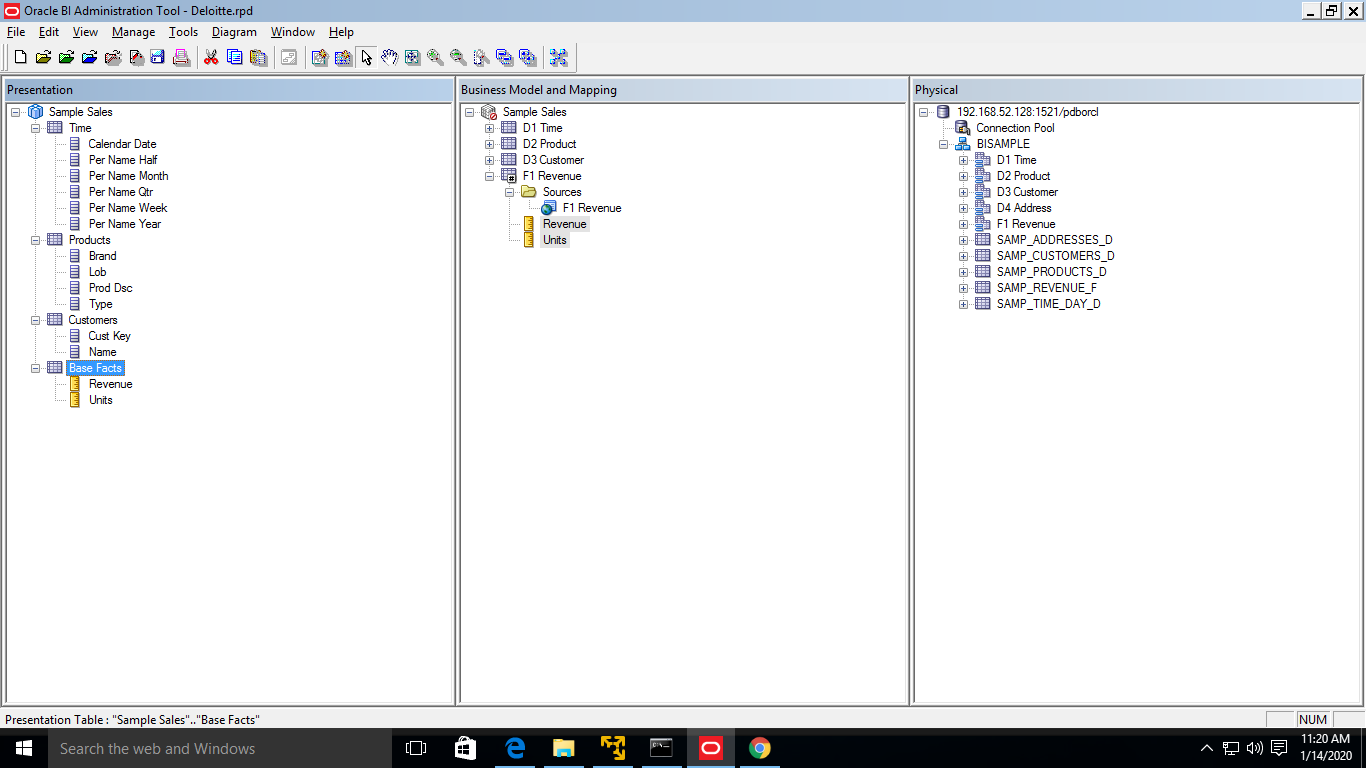 Oracle BI Administration Tool - Deloitte.rpd
File Edit View Manage Tools Diagram Window Help
Presentation
Sample Sales
Time
Calendar Date
Per Name Half
Per Name Month
Per Name Qtr
Per Name Week
Per Name Year
Products
Brand
Lob
Prod Dsc
Type
Customers
Cust Key
Name
Base Facts
Revenue
Units
Business Model and Mapping
Sample Sales
D1 Time
D2 Product
D3 Customer
F1 Revenue
Sources
F1 Revenue
Revenue
Units
Physical
192.168.52.128:1521/pdborcl
Connection Pool
BISAMPLE
D1 Time
D2 Product
D3 Customer
D4 Address
F1 Revenue
SAMP_ADDRESSES_D
SAMP_CUSTOMERS_D
SAMP_PRODUCTS_D
SAMP_REVENUE_F
SAMP_TIME_DAY_D
Presentation Table : "Sample Sales".."Base Facts"
NUM
Search the web and Windows
11:20 AM
1/14/2020